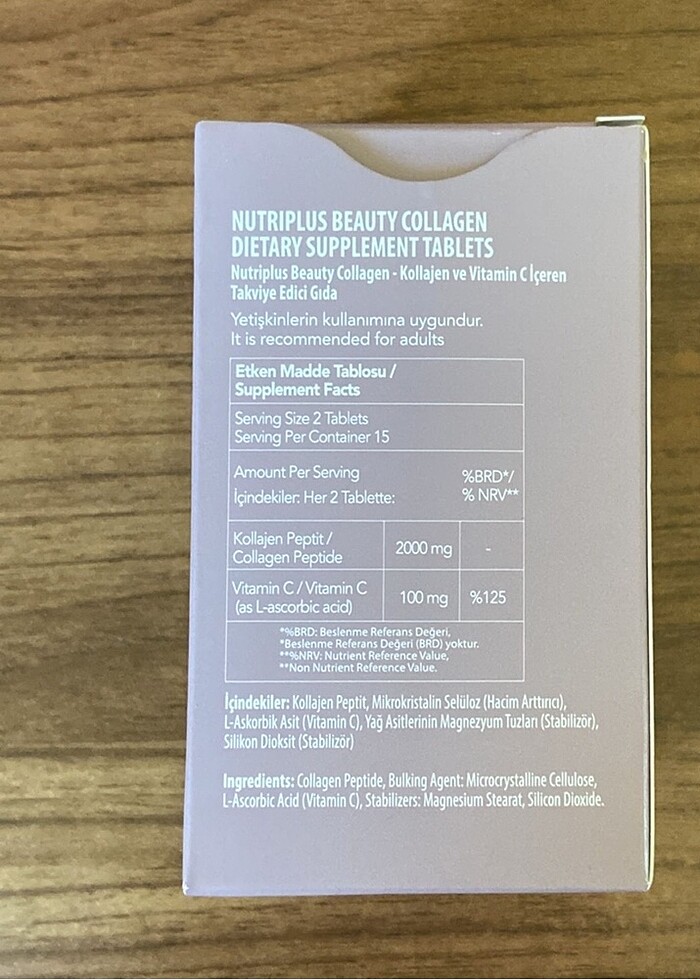 NUTRIPLUS BEAUTY COLLAGEN
DIETARY SUPPLEMENT TABLETS
Nutriplus Beauty Collagen - Kollajen ve Vitamin C İçeren
Takviye Edici Gıda
Yetişkinlerin kullanımına uygundur.
It is recommended for adults
Etken Madde Tablosu /
Supplement Facts
Serving Size 2 Tablets
Serving Per Container 15
Amount Per Serving
İçindekiler: Her 2 Tablette:
%BRD*/
% NRV**
Kollajen Peptit /
Collagen Peptide
2000 mg
-
Vitamin C / Vitamin C
(as L-ascorbic acid)
100 mg
%125
*%BRD: Beslenme Referans Değeri,
*Beslenme Referans Değeri (BRD) yoktur.
**%NRV: Nutrient Reference Value,
**Non Nutrient Reference Value.
İçindekiler: Kollajen Peptit, Mikrokristalin Selüloz (Hacim Arttırıcı),
L-Askorbik Asit (Vitamin C), Yağ Asitlerinin Magnezyum Tuzları (Stabilizör),
Silikon Dioksit (Stabilizör)
Ingredients: Collagen Peptide, Bulking Agent: Microcrystalline Cellulose,
L-Ascorbic Acid (Vitamin C), Stabilizers: Magnesium Stearat, Silicon Dioxide.